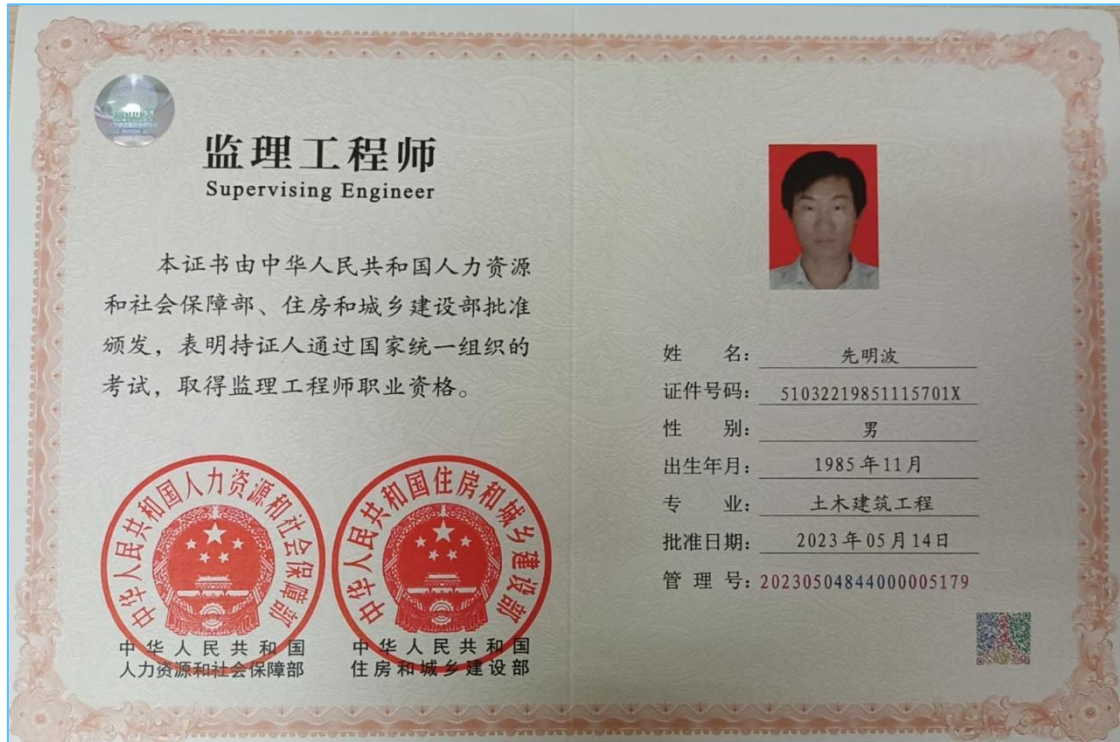 监理工程师
Supervising Engineer
本证书由中华人民共和国人力资源
和社会保障部、住房和城乡建设部批准
颁发，表明持证人通过国家统一组织的
考试，取得监理工程师职业资格。
中华人民共和国人力资源和社会保障部
中华人民共和国住房和城乡建设部
中华人民共和国
人力资源和社会保障部
中华人民共和国
住房和城乡建设部
姓 名：先明波
证件号码：51032219851115701X
性 别：男
出生年月：1985年11月
专 业：土木建筑工程
批准日期：2023年05月14日
管 理 号：20230504844000005179